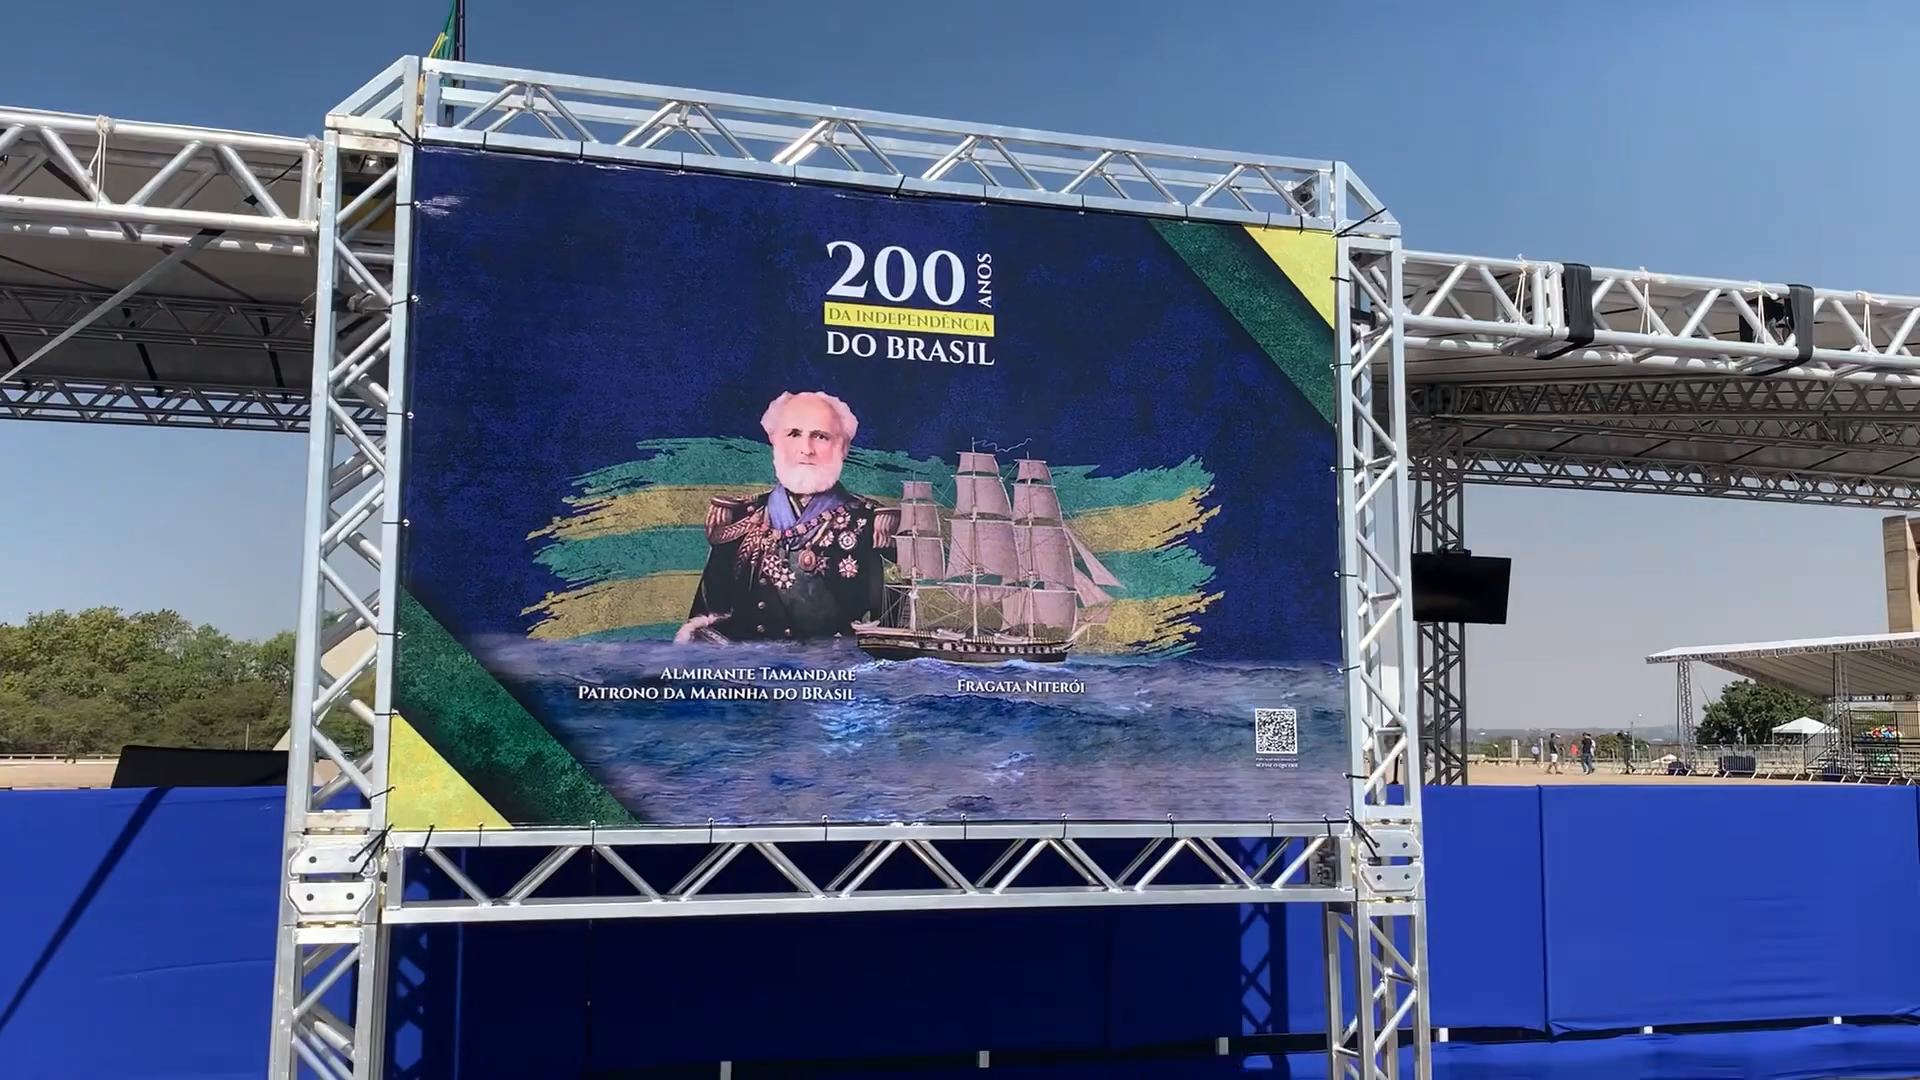 200 ANOS
DA INDEPENDÊNCIA
DO BRASIL
ALMIRANTE TAMANDARÉ
PATRONO DA MARINHA DO BRASIL
FRAGATA NITERÓI